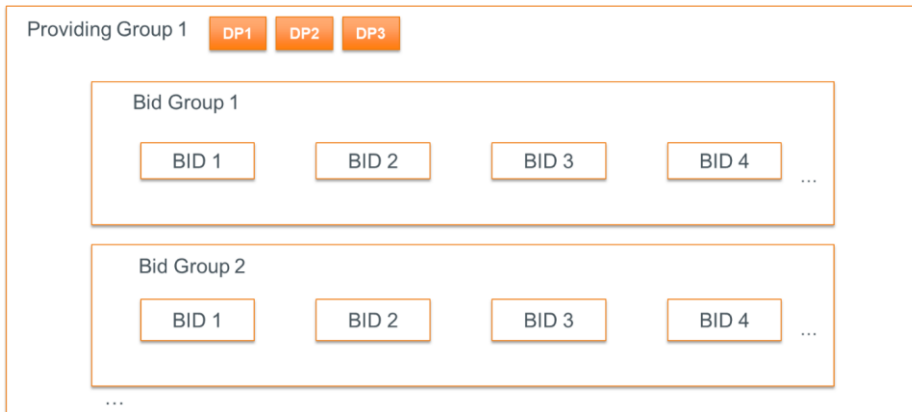 Providing Group 1 DP1 DP2 DP3
Bid Group 1
BID 1 BID 2 BID 3 BID 4 ...
Bid Group 2
BID 1 BID 2 BID 3 BID 4 ...
...